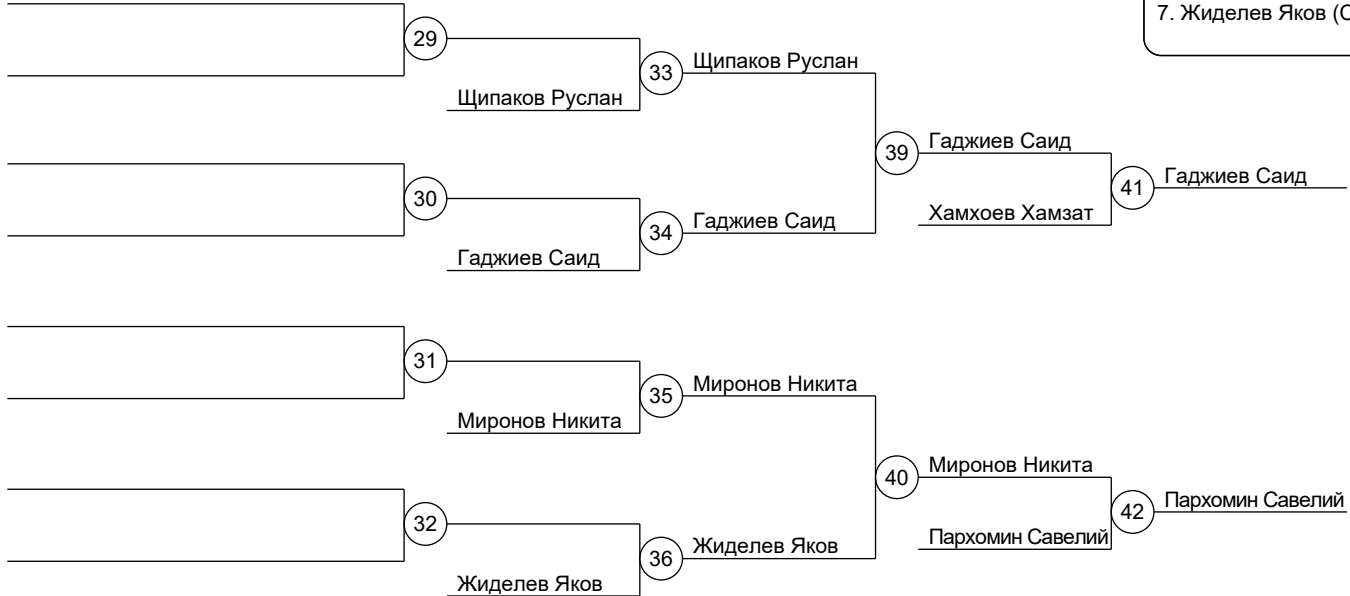 7. Жиделев Яков (С
29
33
Щипаков Руслан
Щипаков Руслан
39
Гаджиев Саид
30
34
Гаджиев Саид
Гаджиев Саид
Хамхоев Хамзат
41
Гаджиев Саид
31
35
Миронов Никита
Миронов Никита
40
Миронов Никита
32
36
Жиделев Яков
Жиделев Яков
Пархомин Савелий
42
Пархомин Савелий